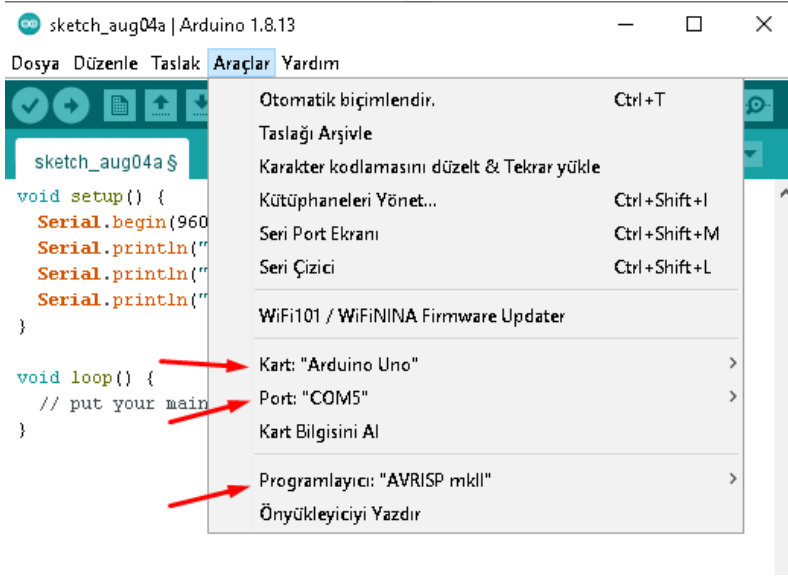 sketch_aug04a | Arduino 1.8.13
Dosya Düzenle Taslak Araçlar Yardım
sketch_aug04a §
Otomatik biçimlendir. Ctrl+T
Taslağı Arşivle
Karakter kodlamasını düzelt & Tekrar yükle
Kütüphaneleri Yönet... Ctrl+Shift+I
Seri Port Ekranı Ctrl+Shift+M
Seri Çizici Ctrl+Shift+L
WiFi101 / WiFiNINA Firmware Updater
Kart: "Arduino Uno"
Port: "COM5"
Kart Bilgisini Al
Programlayıcı: "AVRISP mkII"
Önyükleyiciyi Yazdır
void setup() {
Serial.begin(960
Serial.println("
Serial.println("
Serial.println("
}
void loop() {
// put your main
}